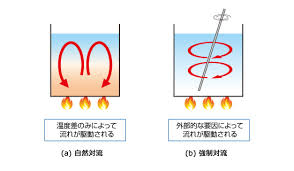 温度差のみによって
流れが駆動される
外部的な要因によって
流れが駆動される
(a) 自然対流
(b) 強制対流